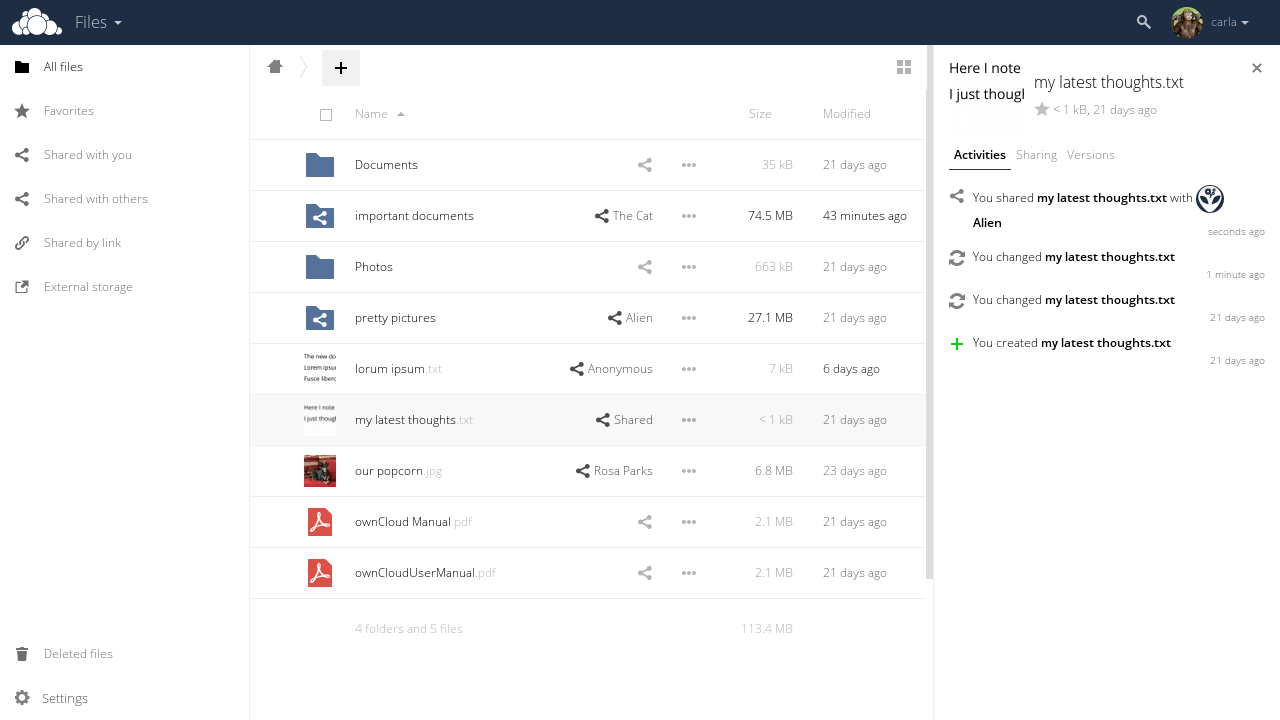 Files
carla
All files
Favorites
Shared with you
Shared with others
Shared by link
External storage
Deleted files
Settings
Name Size Modified
Documents 35 kB 21 days ago
important documents The Cat 74.5 MB 43 minutes ago
Photos 663 kB 21 days ago
pretty pictures Alien 27.1 MB 21 days ago
The new do
Lorem ipsu
Fusce liberc
lorum ipsum.txt Anonymous 7 kB 6 days ago
Here I note
I just though
my latest thoughts.txt Shared < 1 kB 21 days ago
our popcorn.jpg Rosa Parks 6.8 MB 23 days ago
ownCloud Manual.pdf 2.1 MB 21 days ago
ownCloudUserManual.pdf 2.1 MB 21 days ago
4 folders and 5 files 113.4 MB
Here I note
I just though
my latest thoughts.txt
< 1 kB, 21 days ago
Activities Sharing Versions
You shared my latest thoughts.txt with
Alien
seconds ago
You changed my latest thoughts.txt
1 minute ago
You changed my latest thoughts.txt
21 days ago
You created my latest thoughts.txt
21 days ago